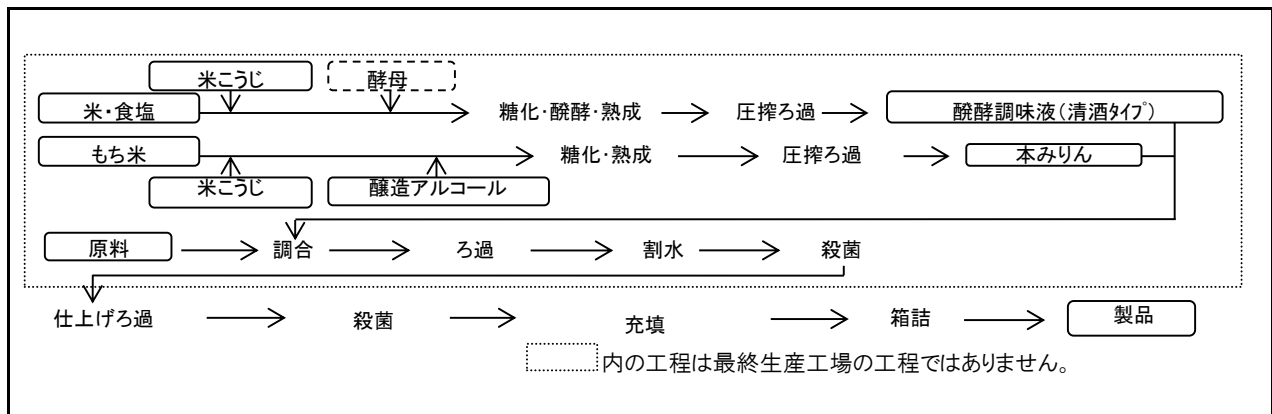 米こうじ 酵母
米・食塩 糖化・醗酵・熟成 圧搾ろ過 醗酵調味液(清酒ﾀｲﾌﾟ)
もち米 糖化・熟成 圧搾ろ過 本みりん
米こうじ 醸造アルコール
原料 調合 ろ過 割水 殺菌
仕上げろ過 殺菌 充填 箱詰 製品
内の工程は最終生産工場の工程ではありません。